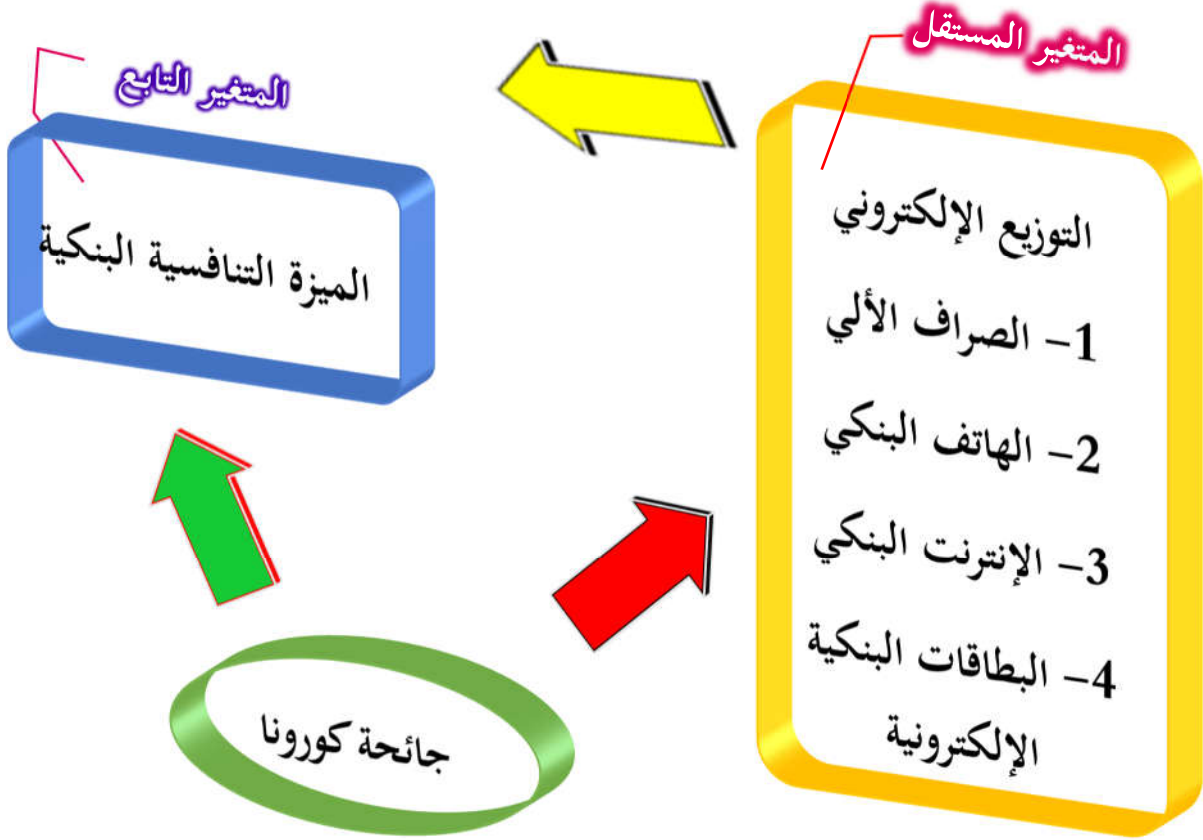 المتغير المستقل
التوزيع الإلكتروني
1- الصراف الألي
2- الهاتف البنكي
3- الإنترنت البنكي
4- البطاقات البنكية
الإلكترونية
المتغير التابع
الميزة التنافسية البنكية
جائحة كورونا